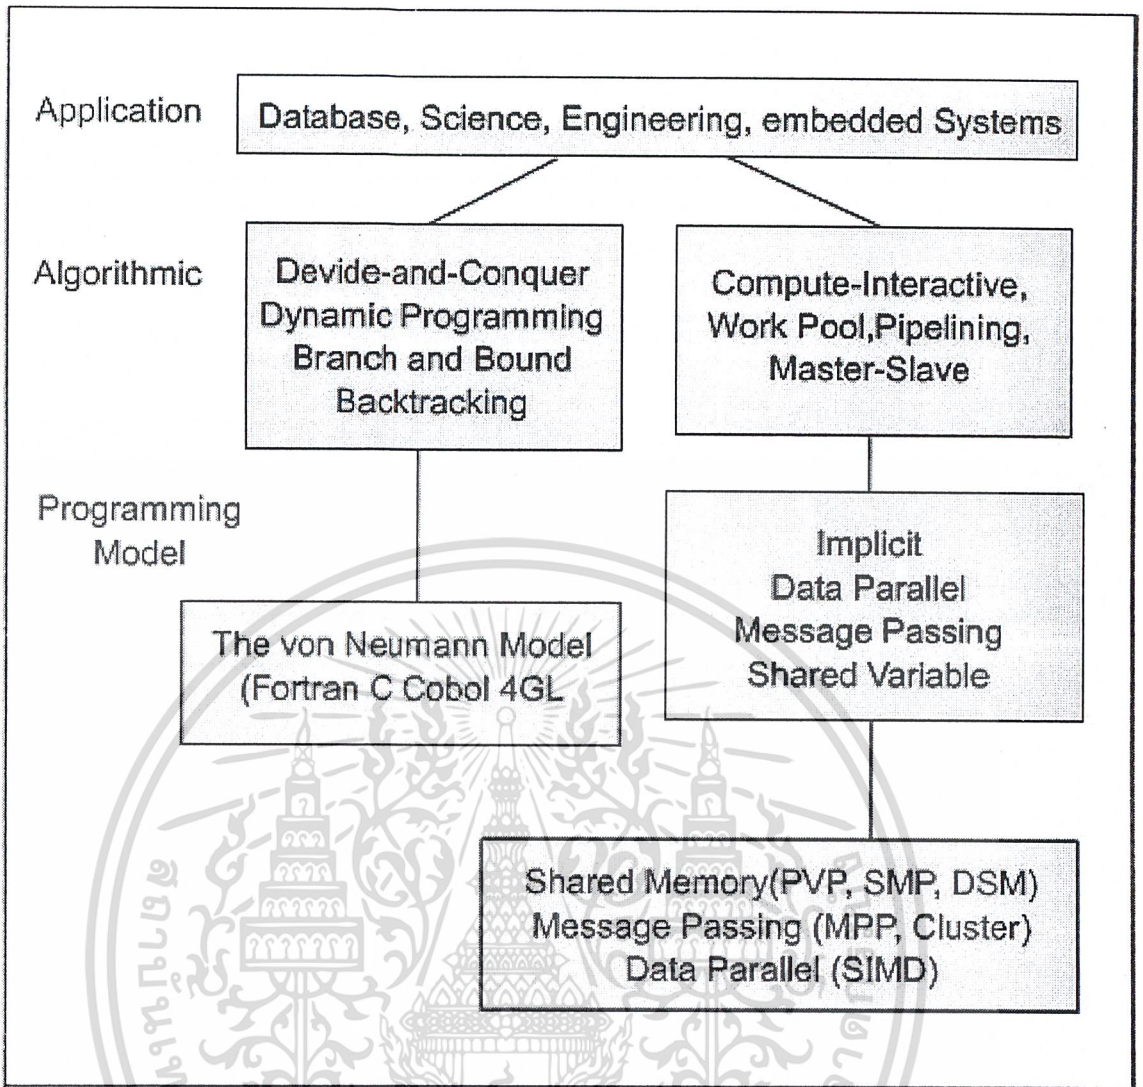 Application
Database, Science, Engineering, embedded Systems
Algorithmic
Devide-and-Conquer
Dynamic Programming
Branch and Bound
Backtracking
Compute-Interactive,
Work Pool,Pipelining,
Master-Slave
Programming
Model
The von Neumann Model
(Fortran C Cobol 4GL
Implicit
Data Parallel
Message Passing
Shared Variable
Shared Memory(PVP, SMP, DSM)
Message Passing (MPP, Cluster)
Data Parallel (SIMD)